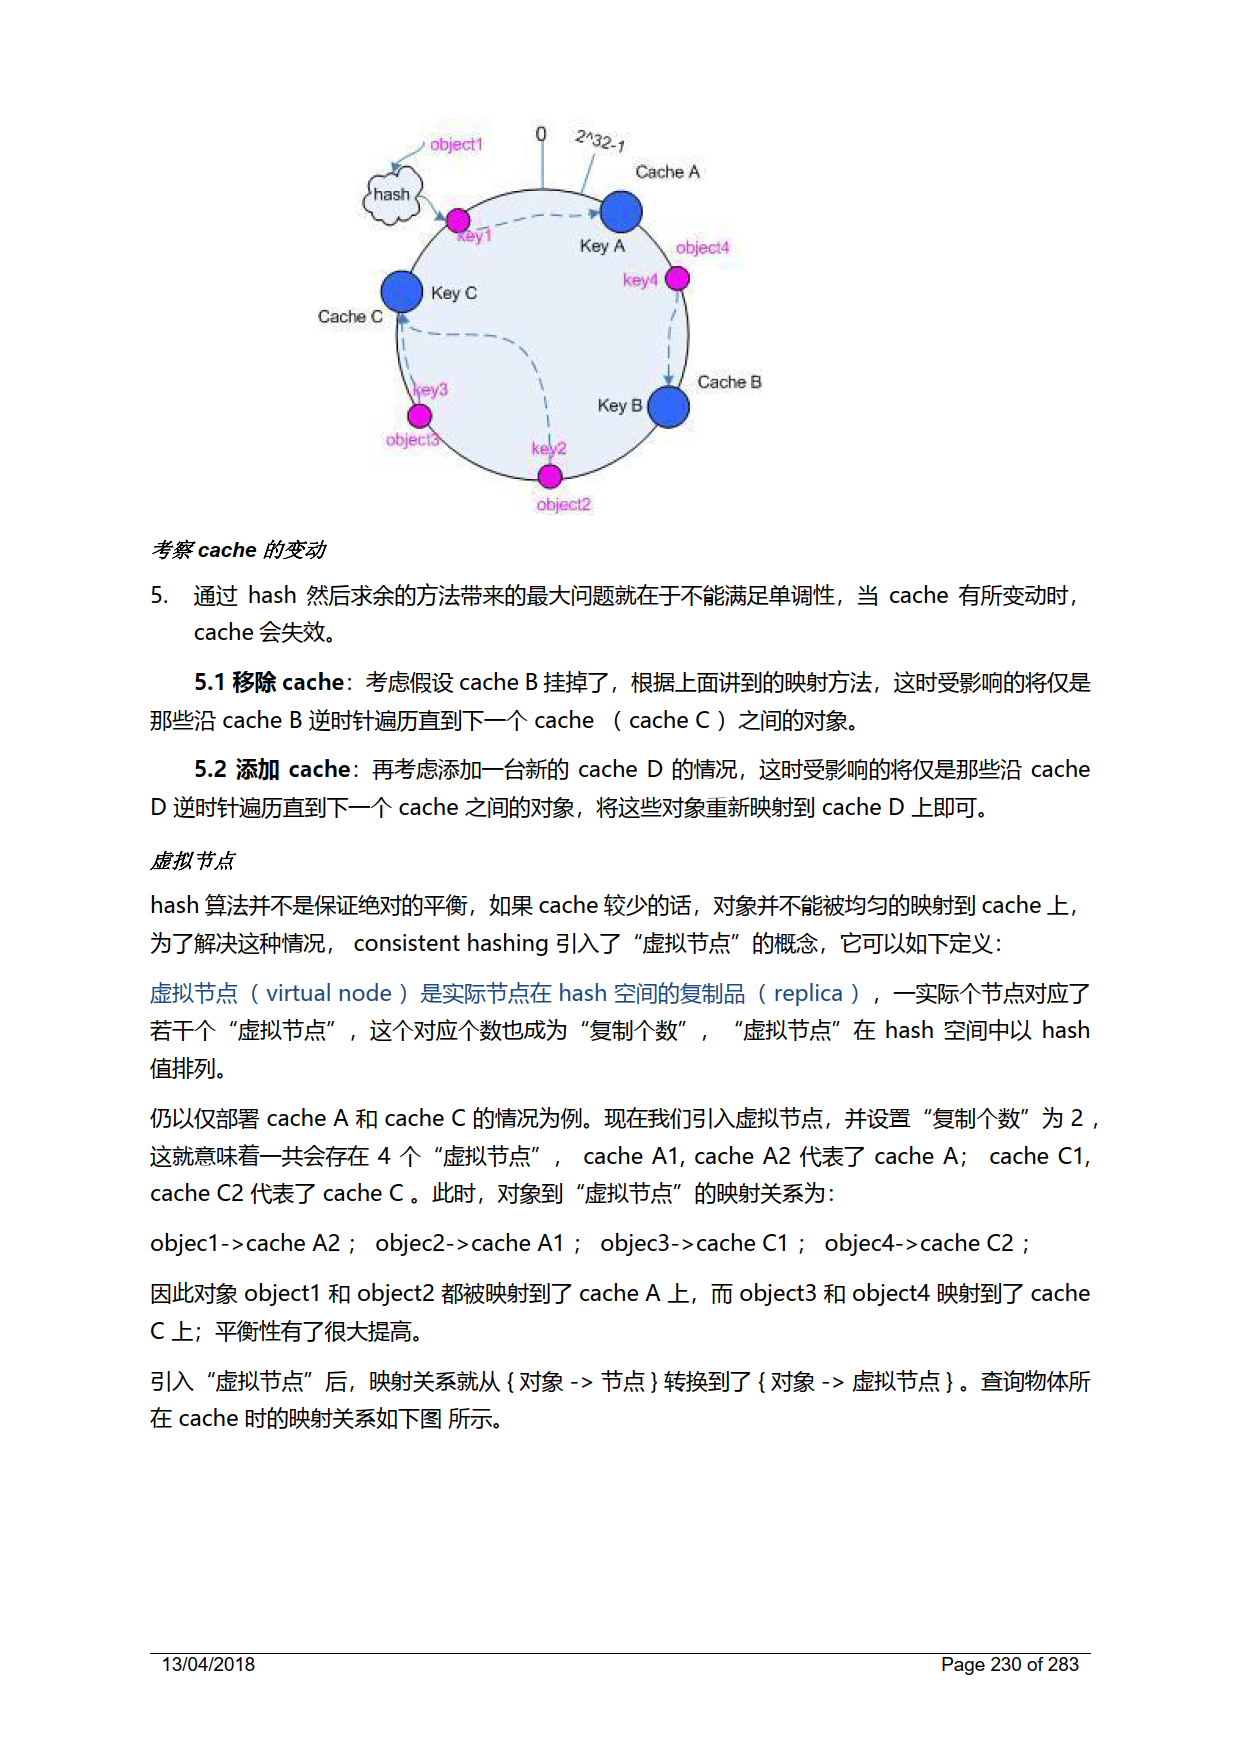 0
2^32-1
object1
Cache A
hash
key1
Key A
object4
key4
Key C
Cache C
Cache B
key3
Key B
object3
key2
object2
考察 cache 的变动
5. 通过 hash 然后求余的方法带来的最大问题就在于不能满足单调性，当 cache 有所变动时，
cache 会失效。
5.1 移除 cache：考虑假设 cache B 挂掉了，根据上面讲到的映射方法，这时受影响的将仅是
那些沿 cache B 逆时针遍历直到下一个 cache （ cache C ）之间的对象。
5.2 添加 cache：再考虑添加一台新的 cache D 的情况，这时受影响的将仅是那些沿 cache
D 逆时针遍历直到下一个 cache 之间的对象，将这些对象重新映射到 cache D 上即可。
虚拟节点
hash 算法并不是保证绝对的平衡，如果 cache 较少的话，对象并不能被均匀的映射到 cache 上，
为了解决这种情况， consistent hashing 引入了“虚拟节点”的概念，它可以如下定义：
虚拟节点（ virtual node ）是实际节点在 hash 空间的复制品（ replica ），一实际个节点对应了
若干个“虚拟节点”，这个对应个数也成为“复制个数”，“虚拟节点”在 hash 空间中以 hash
值排列。
仍以仅部署 cache A 和 cache C 的情况为例。现在我们引入虚拟节点，并设置“复制个数”为 2 ，
这就意味着一共会存在 4 个“虚拟节点”， cache A1, cache A2 代表了 cache A； cache C1,
cache C2 代表了 cache C 。此时，对象到“虚拟节点”的映射关系为：
objec1->cache A2 ； objec2->cache A1 ； objec3->cache C1 ； objec4->cache C2 ；
因此对象 object1 和 object2 都被映射到了 cache A 上，而 object3 和 object4 映射到了 cache
C 上；平衡性有了很大提高。
引入“虚拟节点”后，映射关系就从 { 对象 -> 节点 } 转换到了 { 对象 -> 虚拟节点 } 。查询物体所
在 cache 时的映射关系如下图 所示。
13/04/2018
Page 230 of 283